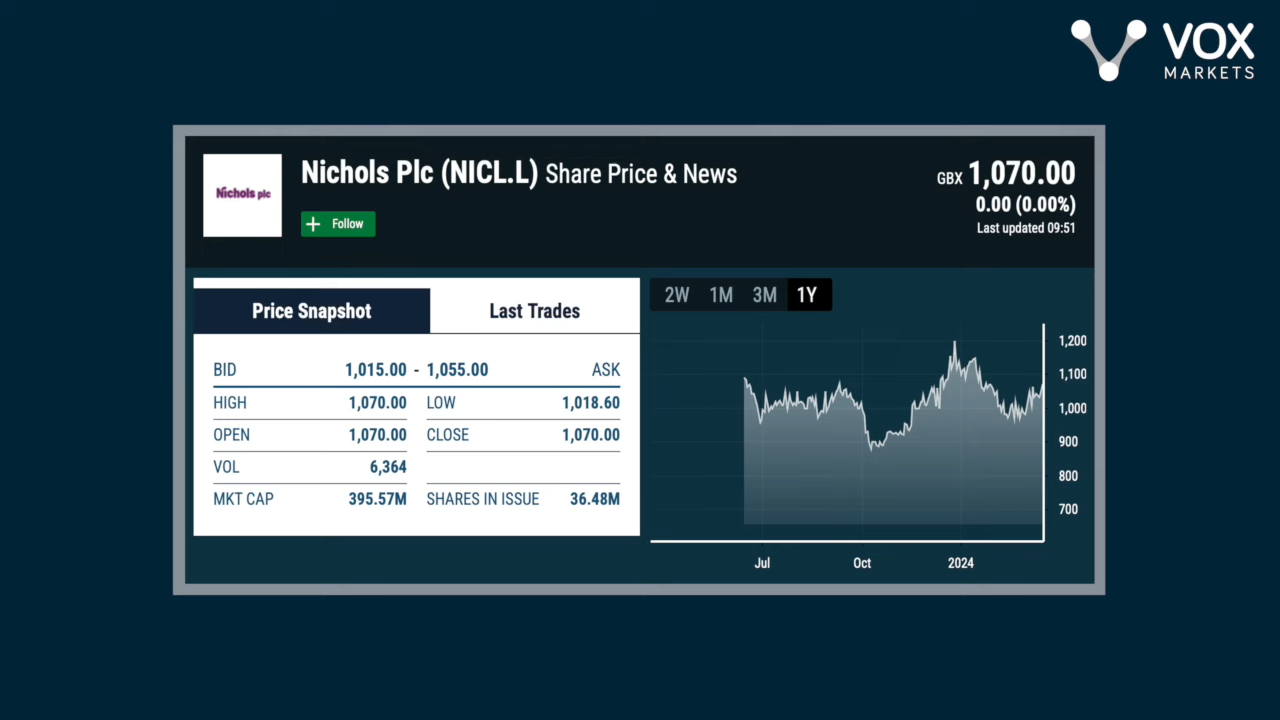 VOX
MARKETS
Nichols plc
Nichols Plc (NICL.L) Share Price & News
+ Follow
GBX 1,070.00
0.00 (0.00%)
Last updated 09:51
Price Snapshot
Last Trades
BID 1,015.00 - 1,055.00 ASK
HIGH 1,070.00 LOW 1,018.60
OPEN 1,070.00 CLOSE 1,070.00
VOL 6,364
MKT CAP 395.57M SHARES IN ISSUE 36.48M
2W 1M 3M 1Y
1,200
1,100
1,000
900
800
700
Jul Oct 2024